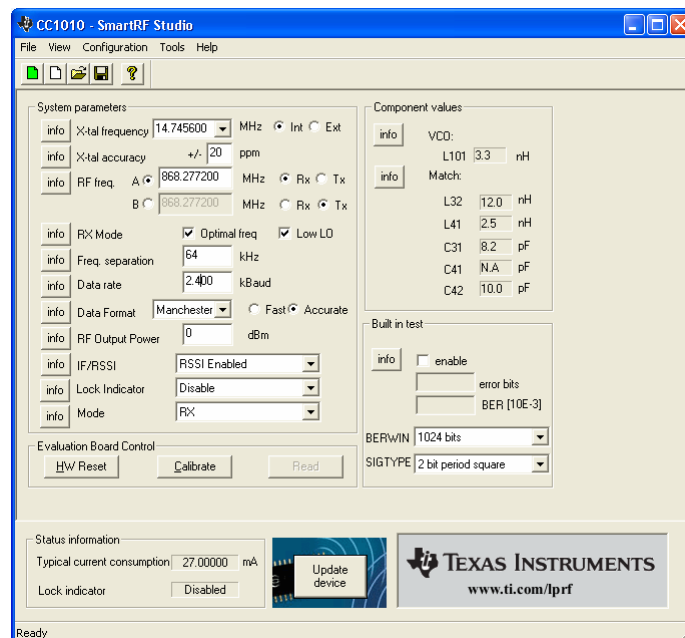 CC1010 - SmartRF Studio
File View Configuration Tools Help
System parameters
info X-tal frequency 14.745600 MHz Int Ext
info X-tal accuracy +/- 20 ppm
info RF freq. A 868.277200 MHz Rx Tx
B 868.277200 MHz Rx Tx
info RX Mode Optimal freq Low LO
info Freq. separation 64 kHz
info Data rate 2.400 kBaud
info Data Format Manchester Fast Accurate
info RF Output Power 0 dBm
info IF/RSSI RSSI Enabled
info Lock Indicator Disable
info Mode RX
Evaluation Board Control
HW Reset Calibrate Read
Component values
info VCO:
L101 3.3 nH
info Match:
L32 12.0 nH
L41 2.5 nH
C31 8.2 pF
C41 N.A pF
C42 10.0 pF
Built in test
info enable
error bits
BER [10E-3]
BERWIN 1024 bits
SIGTYPE 2 bit period square
Status information
Typical current consumption 27.00000 mA
Lock indicator Disabled
Update
device
TEXAS INSTRUMENTS
www.ti.com/lprf
Ready